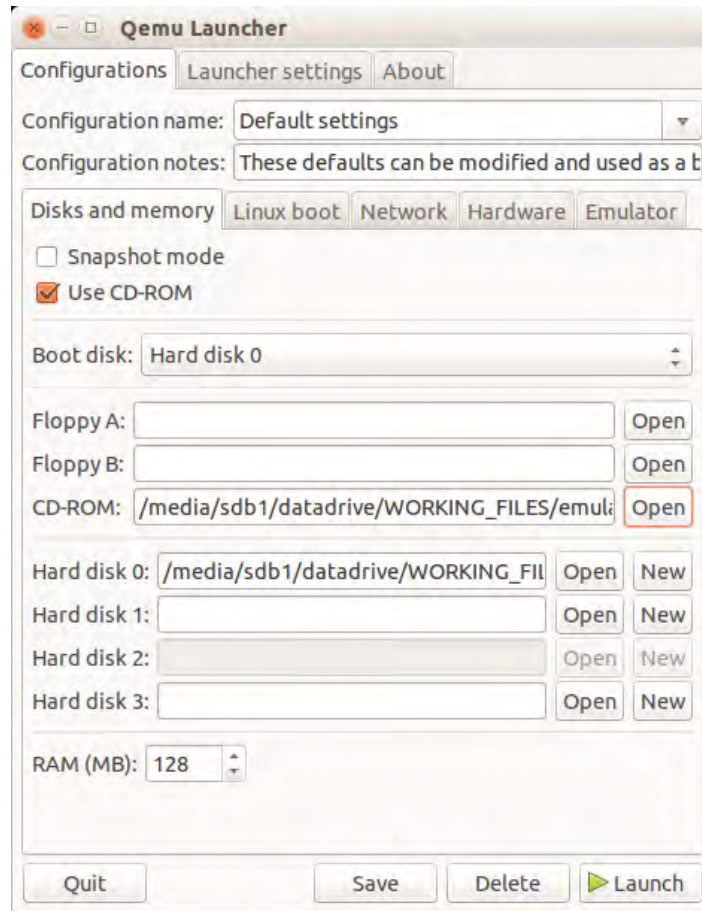 Qemu Launcher
Configurations Launcher settings About
Configuration name: Default settings
Configuration notes: These defaults can be modified and used as a b
Disks and memory Linux boot Network Hardware Emulator
Snapshot mode
Use CD-ROM
Boot disk: Hard disk 0
Floppy A: Open
Floppy B: Open
CD-ROM: /media/sdb1/datadrive/WORKING_FILES/emula Open
Hard disk 0: /media/sdb1/datadrive/WORKING_FIL Open New
Hard disk 1: Open New
Hard disk 2: Open New
Hard disk 3: Open New
RAM (MB): 128
Quit Save Delete Launch